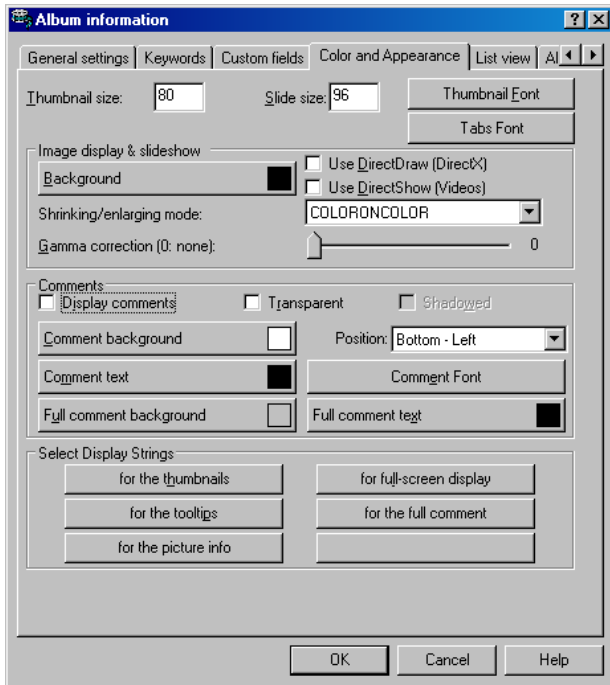 Album information
General settings Keywords Custom fields Color and Appearance List view Al
Thumbnail size: 80 Slide size: 96 Thumbnail Font
Tabs Font
Image display & slideshow
Background Use DirectDraw (DirectX)
Use DirectShow (Videos)
Shrinking/enlarging mode: COLORONCOLOR
Gamma correction (0: none): 0
Comments
Display comments Transparent Shadowed
Comment background Position: Bottom - Left
Comment text Comment Font
Full comment background Full comment text
Select Display Strings
for the thumbnails for full-screen display
for the tooltips for the full comment
for the picture info
OK Cancel Help